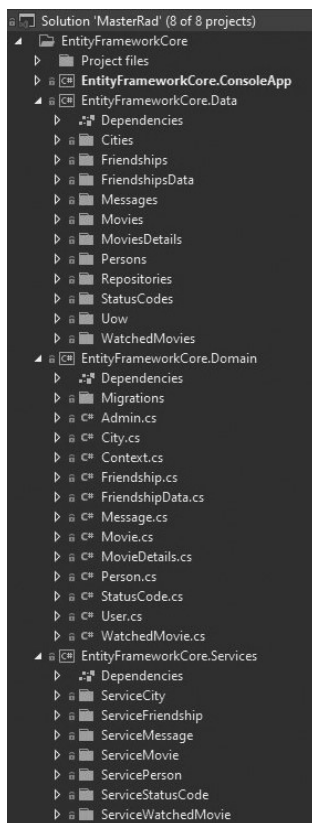 Solution 'MasterRad' (8 of 8 projects)
EntityFrameworkCore
Project files
C# EntityFrameworkCore.ConsoleApp
C# EntityFrameworkCore.Data
Dependencies
Cities
Friendships
FriendshipsData
Messages
Movies
MoviesDetails
Persons
Repositories
StatusCodes
Uow
WatchedMovies
C# EntityFrameworkCore.Domain
Dependencies
Migrations
C# Admin.cs
C# City.cs
C# Context.cs
C# Friendship.cs
C# FriendshipData.cs
C# Message.cs
C# Movie.cs
C# MovieDetails.cs
C# Person.cs
C# StatusCode.cs
C# User.cs
C# WatchedMovie.cs
C# EntityFrameworkCore.Services
Dependencies
ServiceCity
ServiceFriendship
ServiceMessage
ServiceMovie
ServicePerson
ServiceStatusCode
ServiceWatchedMovie